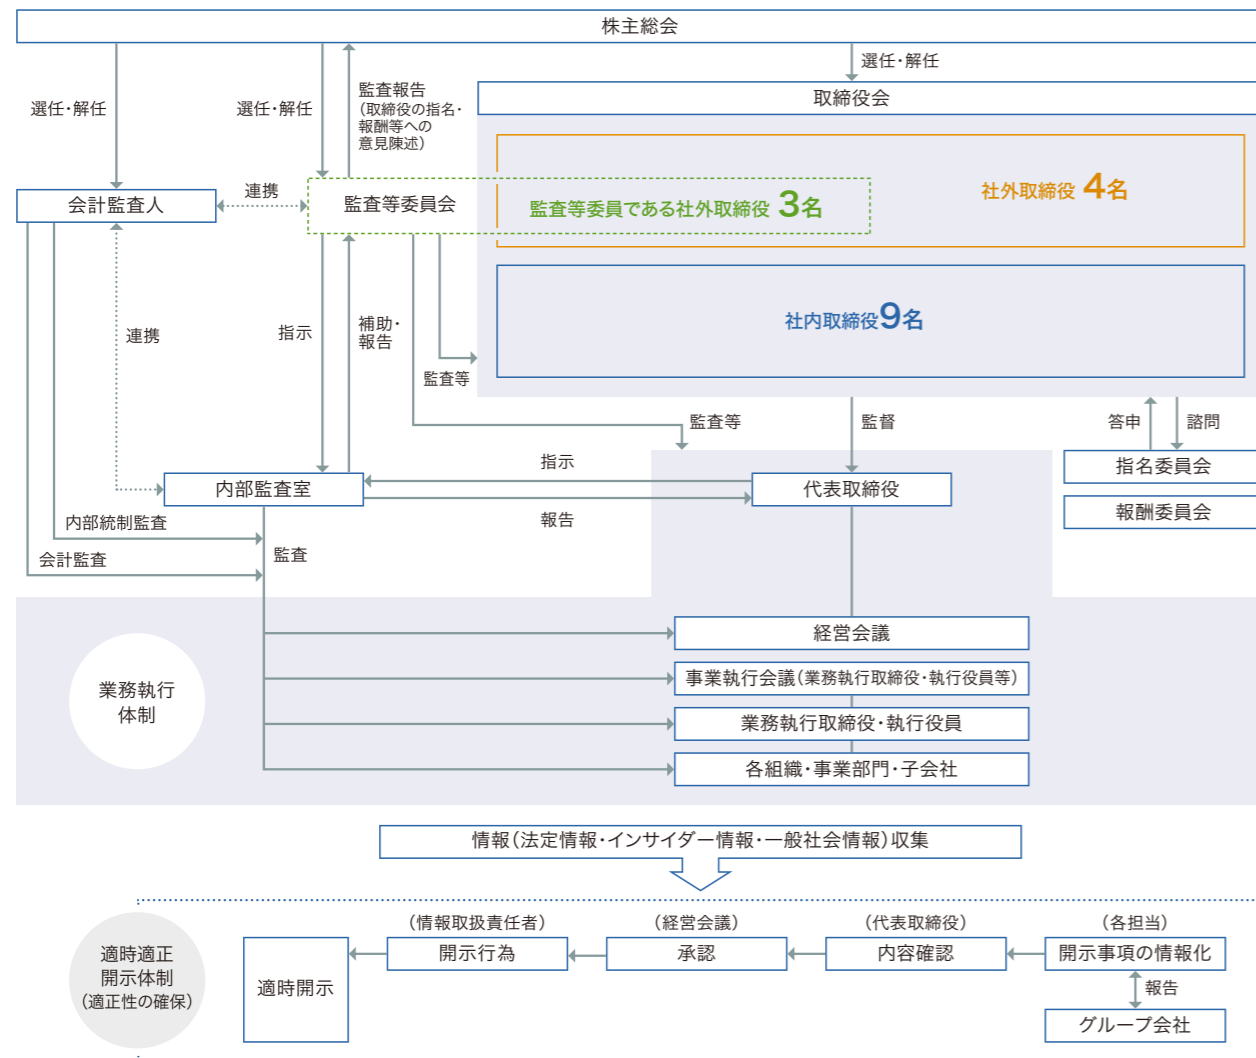 株主総会
選任・解任
選任・解任
監査報告
(取締役の指名・
報酬等への
意見陳述)
選任・解任
取締役会
会計監査人
連携
監査等委員会
監査等委員である社外取締役 3名
社外取締役 4名
社内取締役9名
連携
指示
補助・
報告
監査等
監査等
監督
答申
諮問
指名委員会
報酬委員会
内部監査室
指示
報告
代表取締役
内部統制監査
会計監査
監査
業務執行
体制
経営会議
事業執行会議(業務執行取締役・執行役員等)
業務執行取締役・執行役員
各組織・事業部門・子会社
情報(法定情報・インサイダー情報・一般社会情報)収集
適時適正
開示体制
(適正性の確保)
適時開示
(情報取扱責任者)
開示行為
(経営会議)
承認
(代表取締役)
内容確認
(各担当)
開示事項の情報化
報告
グループ会社